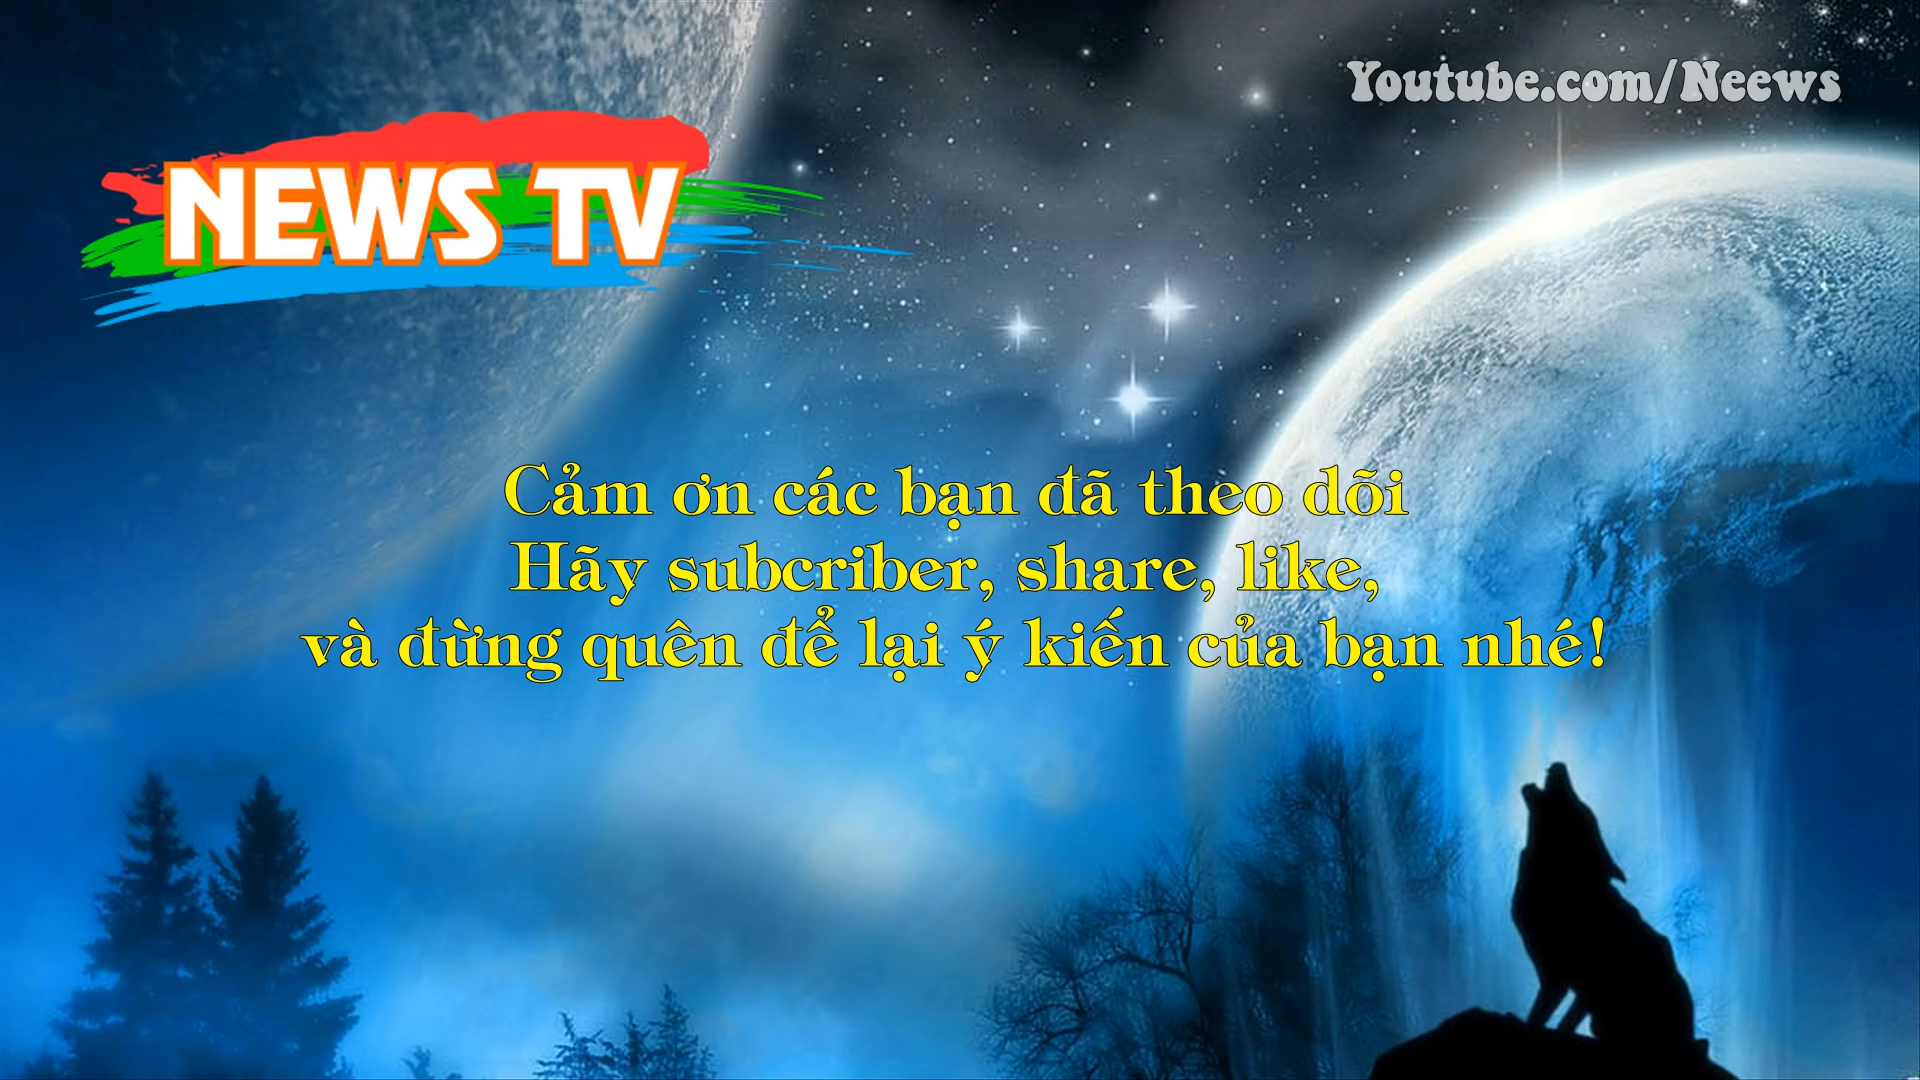 Youtube.com/Neews
NEWS TV
Cảm ơn các bạn đã theo dõi
Hãy subcriber, share, like,
và đừng quên để lại ý kiến của bạn nhé!